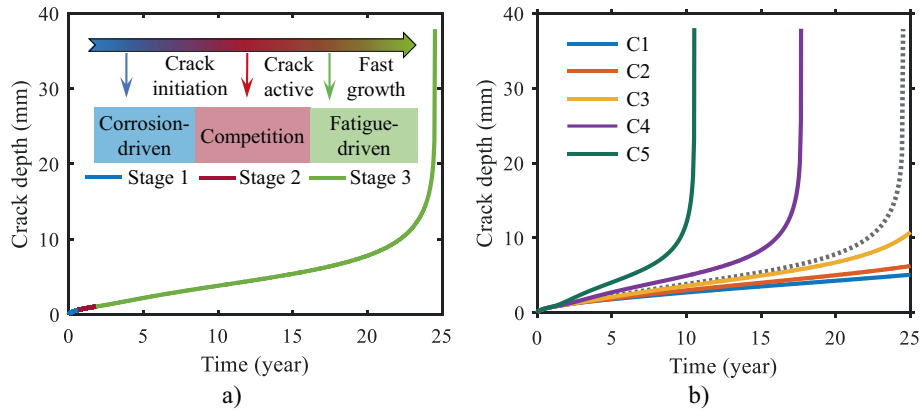 40
30
20
10
0
Crack depth (mm)
Crack
initiation
Crack
active
Fast
growth
Corrosion-
driven
Competition
Fatigue-
driven
Stage 1
Stage 2
Stage 3
0
5
10
15
20
25
Time (year)
a)
40
30
20
10
0
Crack depth (mm)
C1
C2
C3
C4
C5
0
5
10
15
20
25
Time (year)
b)